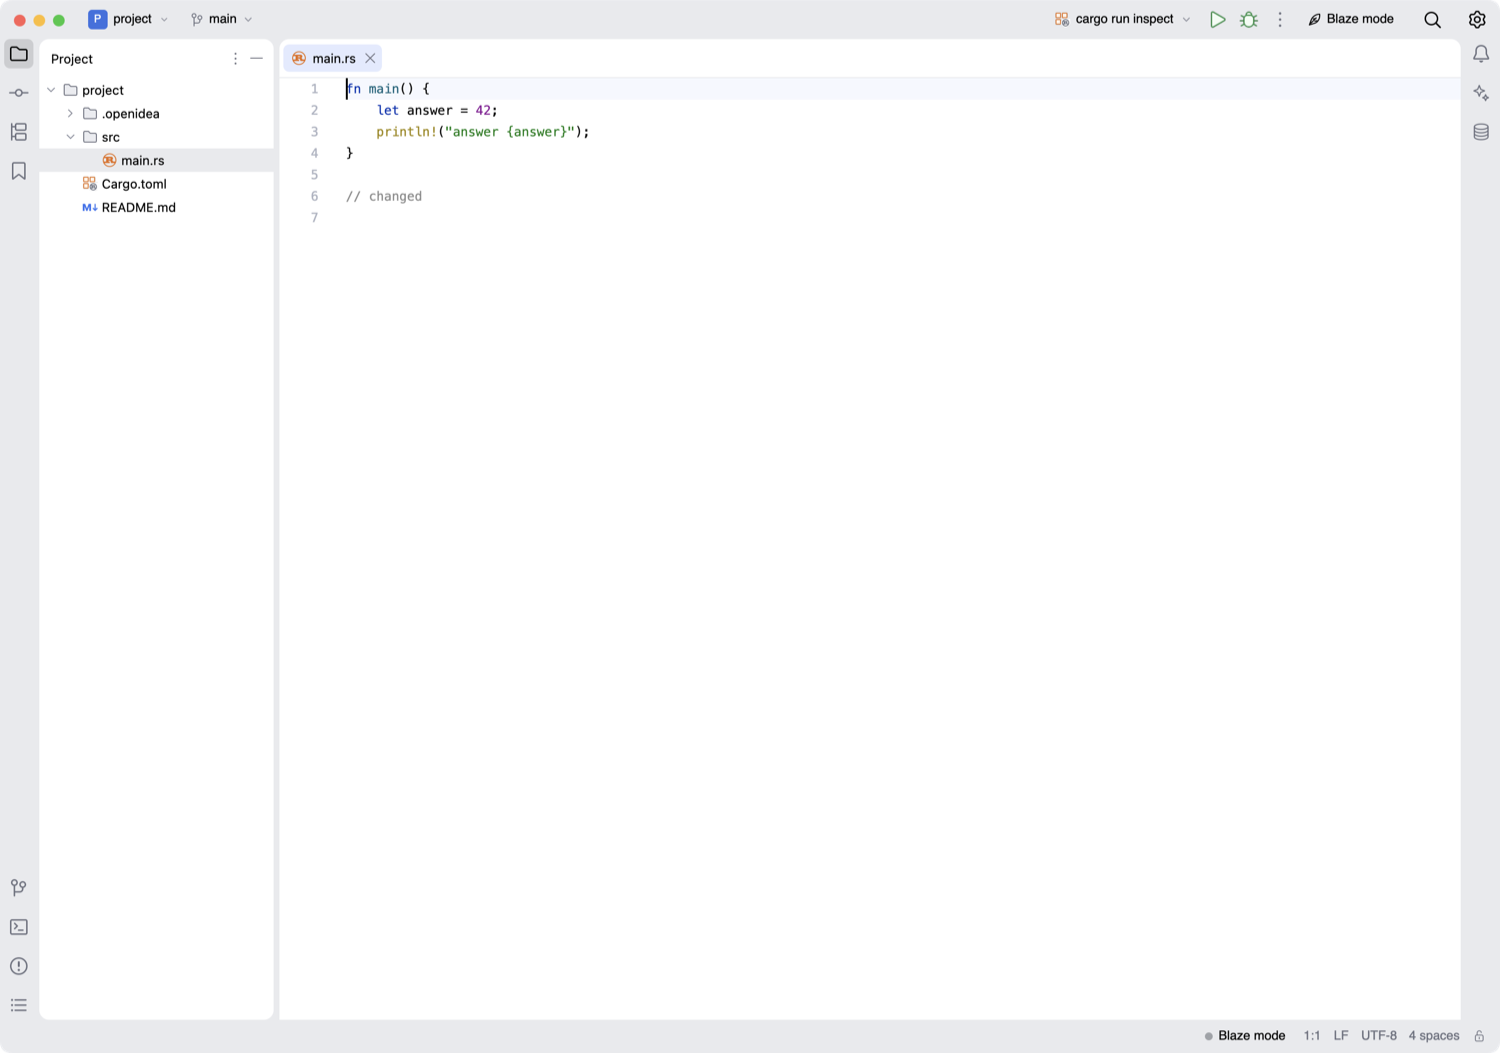 P project main cargo run inspect Blaze mode
Project
project
.openidea
src
main.rs
Cargo.toml
M↓ README.md
main.rs
1 fn main() {
2     let answer = 42;
3     println!("answer {answer}");
4 }
5
6 // changed
7
Blaze mode 1:1 LF UTF-8 4 spaces